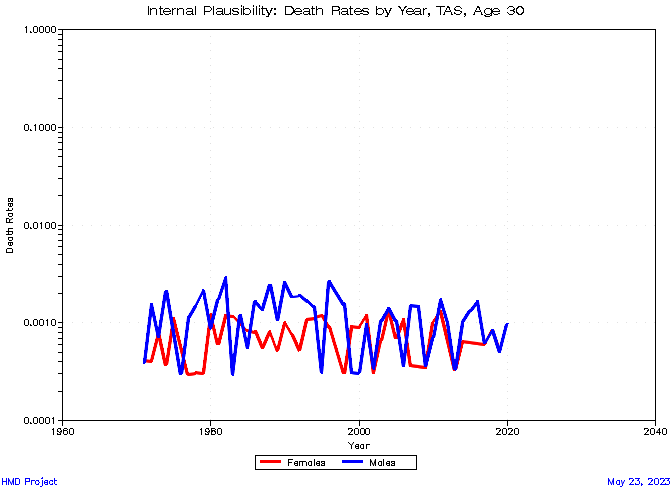 Internal Plausibility: Death Rates by Year, TAS, Age 30
1.0000
0.1000
0.0100
0.0010
0.0001
Death Rates
1960 1980 2000 2020 2040
Year
Females Males
HMD Project May 23, 2023